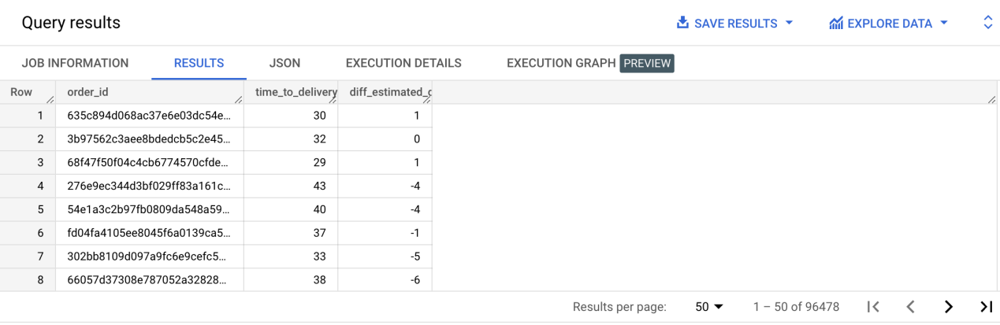 Query results SAVE RESULTS EXPLORE DATA
JOB INFORMATION RESULTS JSON EXECUTION DETAILS EXECUTION GRAPH PREVIEW
Row order_id time_to_delivery diff_estimated_d
1 635c894d068ac37e6e03dc54e... 30 1
2 3b97562c3aee8bdedcb5c2e45... 32 0
3 68f47f50f04c4cb6774570cfde... 29 1
4 276e9ec344d3bf029ff83a161c... 43 -4
5 54e1a3c2b97fb0809da548a59... 40 -4
6 fd04fa4105ee8045f6a0139ca5... 37 -1
7 302bb8109d097a9fc6e9cefc5... 33 -5
8 66057d37308e787052a32828... 38 -6
Results per page: 50 1 – 50 of 96478